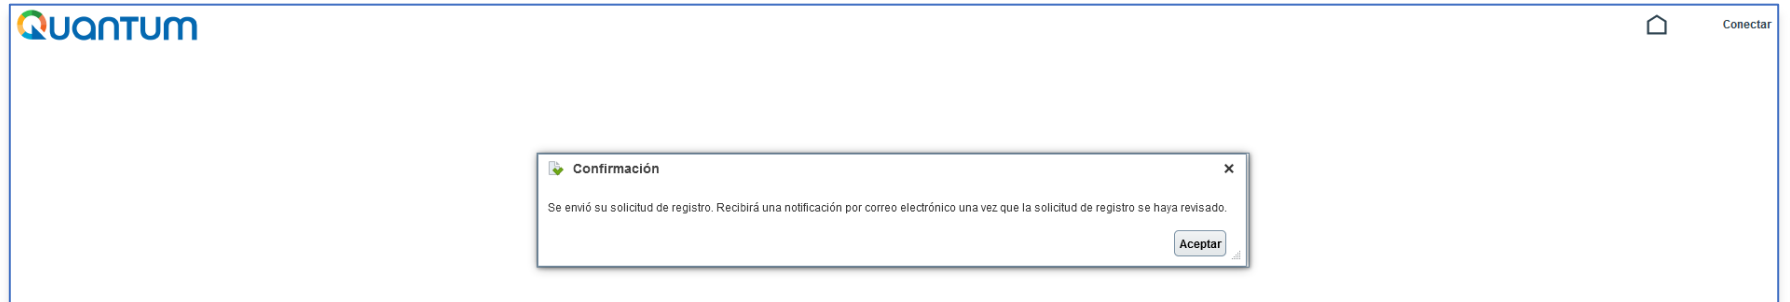 Quantum
Conectar
Confirmación
Se envió su solicitud de registro. Recibirá una notificación por correo electrónico una vez que la solicitud de registro se haya revisado.
Aceptar